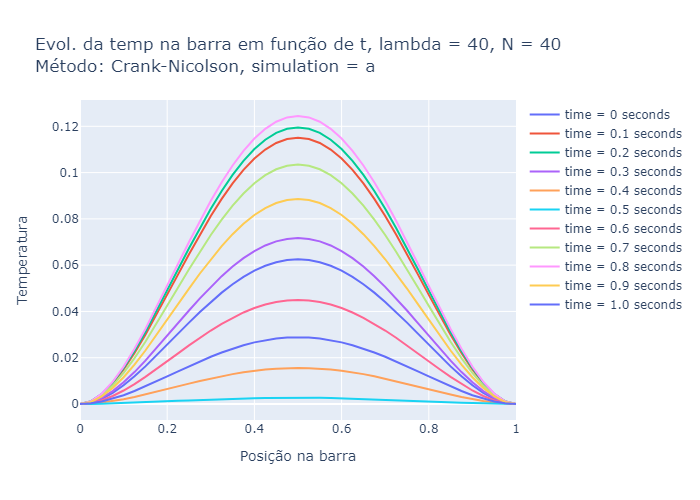 Evol. da temp na barra em função de t, lambda = 40, N = 40
Método: Crank-Nicolson, simulation = a
time = 0 seconds
time = 0.1 seconds
time = 0.2 seconds
time = 0.3 seconds
time = 0.4 seconds
time = 0.5 seconds
time = 0.6 seconds
time = 0.7 seconds
time = 0.8 seconds
time = 0.9 seconds
time = 1.0 seconds
0.12
0.1
0.08
0.06
0.04
0.02
0
Temperatura
0 0.2 0.4 0.6 0.8 1
Posição na barra